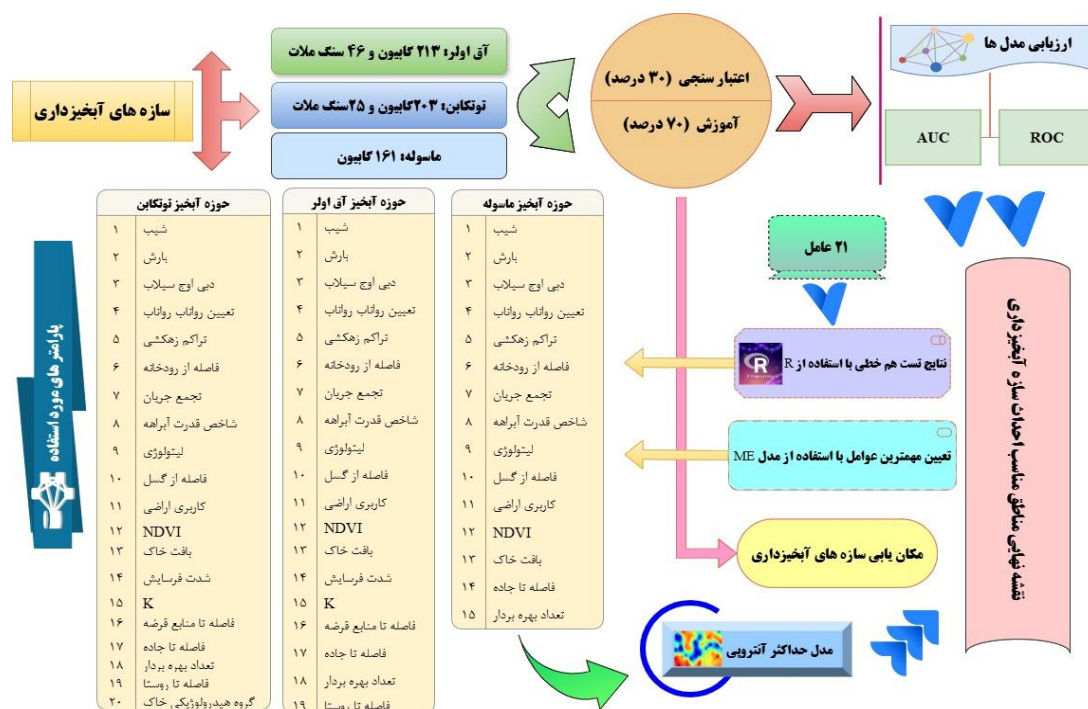 سازه های آبخیزداری
آق اولر: ۲۱۳ گابیون و ۴۶ سنگ ملات
توتکابن: ۲۰۳گابیون و ۲۵سنگ ملات
ماسوله: ۱۶۱ گابیون
اعتبار سنجی (۳۰ درصد)
آموزش (۷۰ درصد)
ارزیابی مدل ها
ROC
AUC
پارامتر های مورد استفاده
حوزه آبخیز توتکابن
۱ شیب
۲ بارش
۳ دبی اوج سیلاب
۴ تعیین رواناب رواناب
۵ تراکم زهکشی
۶ فاصله از رودخانه
۷ تجمع جریان
۸ شاخص قدرت آبراهه
۹ لیتولوژی
۱۰ فاصله از گسل
۱۱ کاربری اراضی
۱۲ NDVI
۱۳ بافت خاک
۱۴ شدت فرسایش
۱۵ K
۱۶ فاصله تا منابع قرضه
۱۷ فاصله تا جاده
۱۸ تعداد بهره بردار
۱۹ فاصله تا روستا
۲۰ گروه هیدرولوژیکی خاک
حوزه آبخیز آق اولر
۱ شیب
۲ بارش
۳ دبی اوج سیلاب
۴ تعیین رواناب رواناب
۵ تراکم زهکشی
۶ فاصله از رودخانه
۷ تجمع جریان
۸ شاخص قدرت آبراهه
۹ لیتولوژی
۱۰ فاصله از گسل
۱۱ کاربری اراضی
۱۲ NDVI
۱۳ بافت خاک
۱۴ شدت فرسایش
۱۵ K
۱۶ فاصله تا منابع قرضه
۱۷ فاصله تا جاده
۱۸ تعداد بهره بردار
۱۹ فاصله تا روستا
حوزه آبخیز ماسوله
۱ شیب
۲ بارش
۳ دبی اوج سیلاب
۴ تعیین رواناب رواناب
۵ تراکم زهکشی
۶ فاصله از رودخانه
۷ تجمع جریان
۸ شاخص قدرت آبراهه
۹ لیتولوژی
۱۰ فاصله از گسل
۱۱ کاربری اراضی
۱۲ NDVI
۱۳ بافت خاک
۱۴ فاصله تا جاده
۱۵ تعداد بهره بردار
۲۱ عامل
نتایج تست هم خطی با استفاده از R
تعیین مهمترین عوامل با استفاده از مدل ME
مکان یابی سازه های آبخیزداری
مدل حداکثر آنتروپی
نقشه نهایی مناطق مناسب احداث سازه آبخیزداری